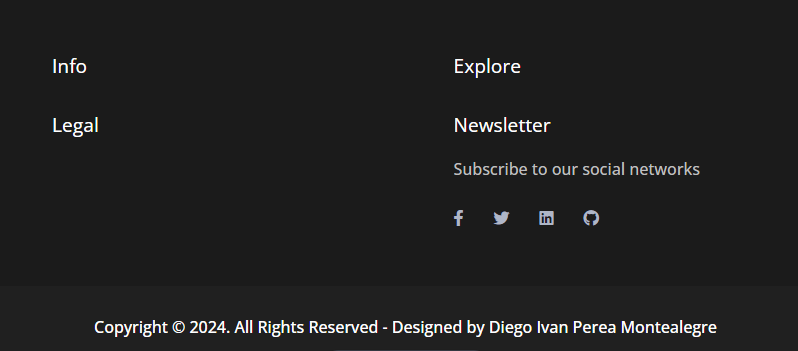 Info
Explore
Legal
Newsletter
Subscribe to our social networks
Copyright © 2024. All Rights Reserved - Designed by Diego Ivan Perea Montealegre